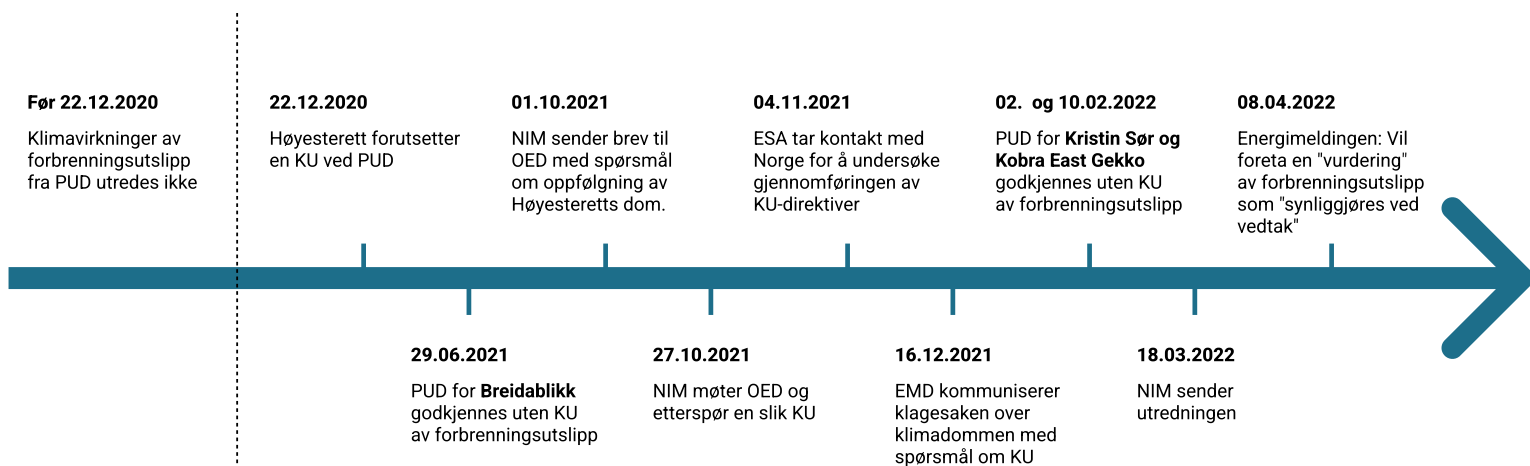 Før 22.12.2020
Klimavirkninger av
forbrenningsutslipp
fra PUD utredes ikke
22.12.2020
Høyesterett forutsetter
en KU ved PUD
01.10.2021
NIM sender brev til
OED med spørsmål
om oppfølgning av
Høyesteretts dom.
04.11.2021
ESA tar kontakt med
Norge for å undersøke
gjennomføringen av
KU-direktiver
02.  og 10.02.2022
PUD for Kristin Sør og
Kobra East Gekko
godkjennes uten KU
av forbrenningsutslipp
08.04.2022
Energimeldingen: Vil
foreta en "vurdering"
av forbrenningsutslipp
som "synliggjøres ved
vedtak"
29.06.2021
PUD for Breidablikk
godkjennes uten KU
av forbrenningsutslipp
27.10.2021
NIM møter OED og
etterspør en slik KU
16.12.2021
EMD kommuniserer
klagesaken over
klimadommen med
spørsmål om KU
18.03.2022
NIM sender
utredningen